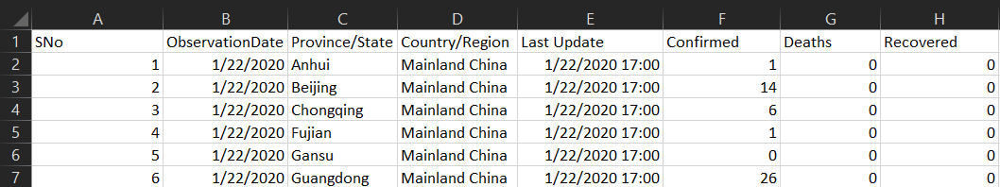 A B C D E F G H
1 SNo ObservationDate Province/State Country/Region Last Update Confirmed Deaths Recovered
2 1 1/22/2020 Anhui Mainland China 1/22/2020 17:00 1 0 0
3 2 1/22/2020 Beijing Mainland China 1/22/2020 17:00 14 0 0
4 3 1/22/2020 Chongqing Mainland China 1/22/2020 17:00 6 0 0
5 4 1/22/2020 Fujian Mainland China 1/22/2020 17:00 1 0 0
6 5 1/22/2020 Gansu Mainland China 1/22/2020 17:00 0 0 0
7 6 1/22/2020 Guangdong Mainland China 1/22/2020 17:00 26 0 0